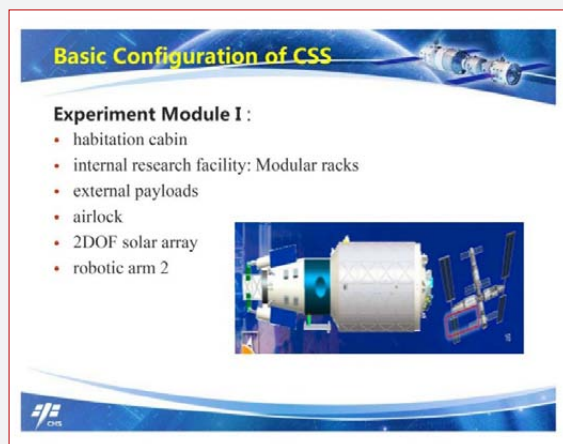 Basic Configuration of CSS
Experiment Module I :
• habitation cabin
• internal research facility: Modular racks
• external payloads
• airlock
• 2DOF solar array
• robotic arm 2
CMS